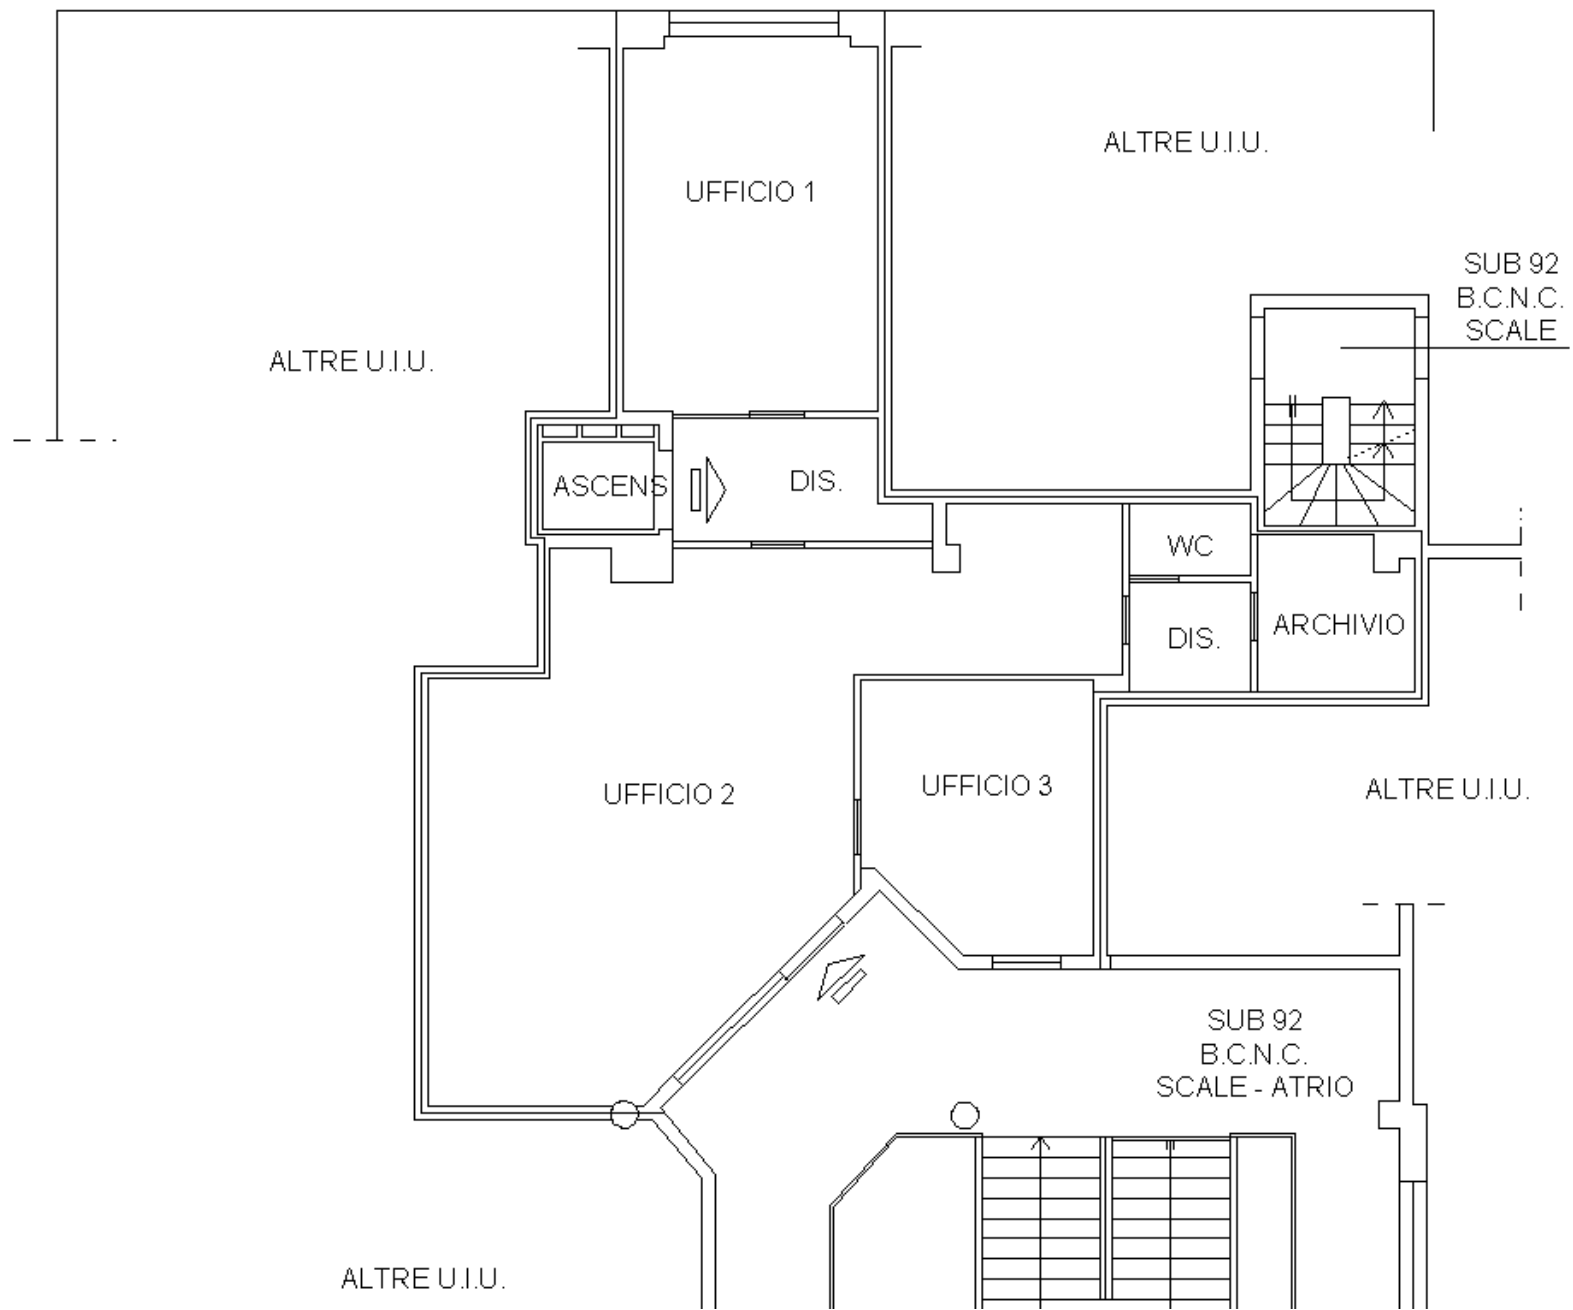 ALTRE U.I.U.
UFFICIO 1
SUB 92
B.C.N.C.
SCALE
ALTRE U.I.U.
ASCENS
DIS.
WC
DIS.
ARCHIVIO
UFFICIO 2
UFFICIO 3
ALTRE U.I.U.
SUB 92
B.C.N.C.
SCALE - ATRIO
ALTRE U.I.U.